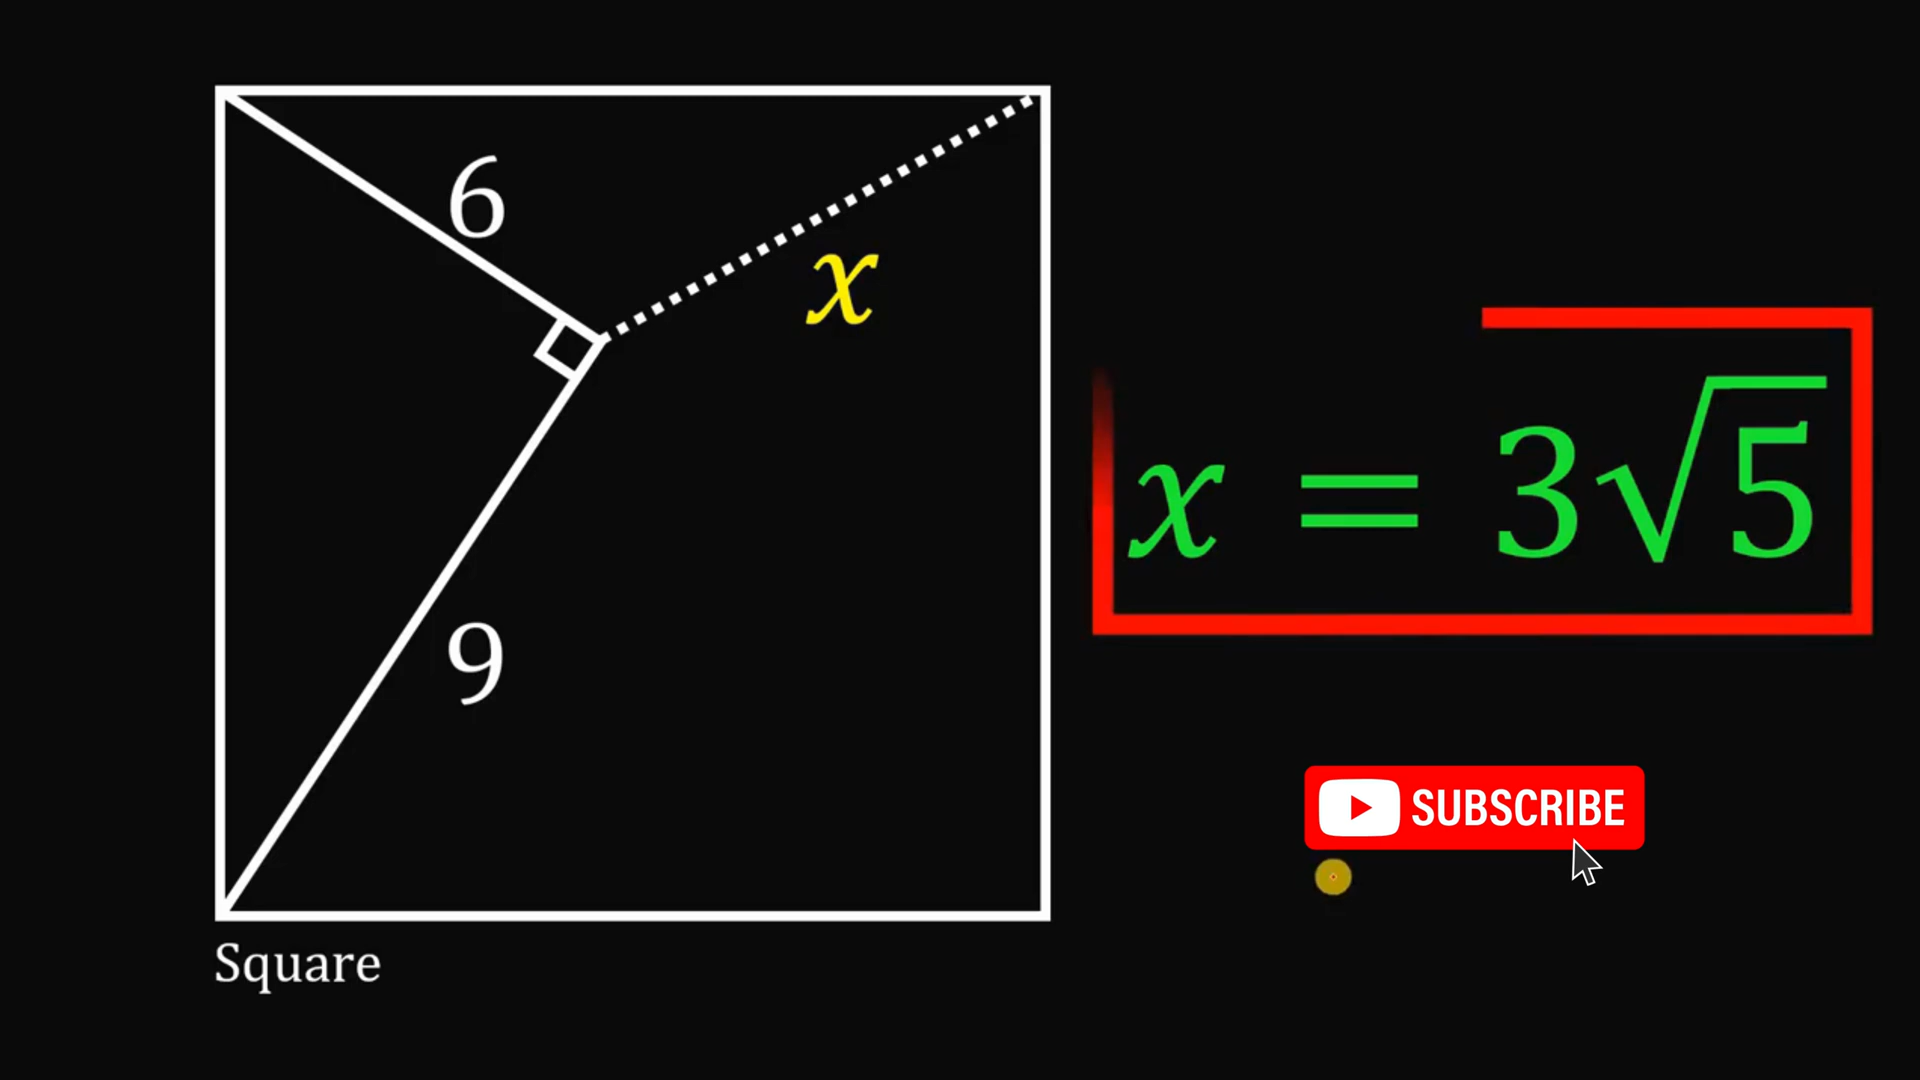 6
x
x = 3√5
9
SUBSCRIBE
Square